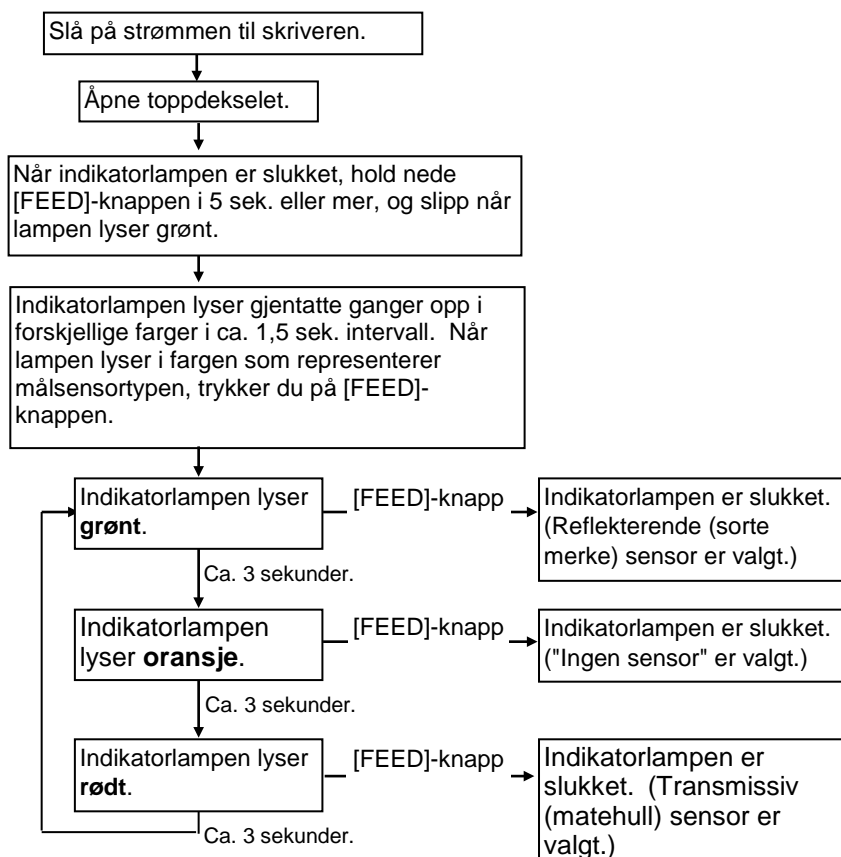 Slå på strømmen til skriveren.
Åpne toppdekselet.
Når indikatorlampen er slukket, hold nede
[FEED]-knappen i 5 sek. eller mer, og slipp når
lampen lyser grønt.
Indikatorlampen lyser gjentatte ganger opp i
forskjellige farger i ca. 1,5 sek. intervall.  Når
lampen lyser i fargen som representerer
målsensortypen, trykker du på [FEED]-
knappen.
Indikatorlampen lyser
grønt.
[FEED]-knapp
Indikatorlampen er slukket.
(Reflekterende (sorte
merke) sensor er valgt.)
Ca. 3 sekunder.
Indikatorlampen
lyser oransje.
[FEED]-knapp
Indikatorlampen er slukket.
("Ingen sensor" er valgt.)
Ca. 3 sekunder.
Indikatorlampen lyser
rødt.
[FEED]-knapp
Indikatorlampen er
slukket.  (Transmissiv
(matehull) sensor er
valgt.)
Ca. 3 sekunder.